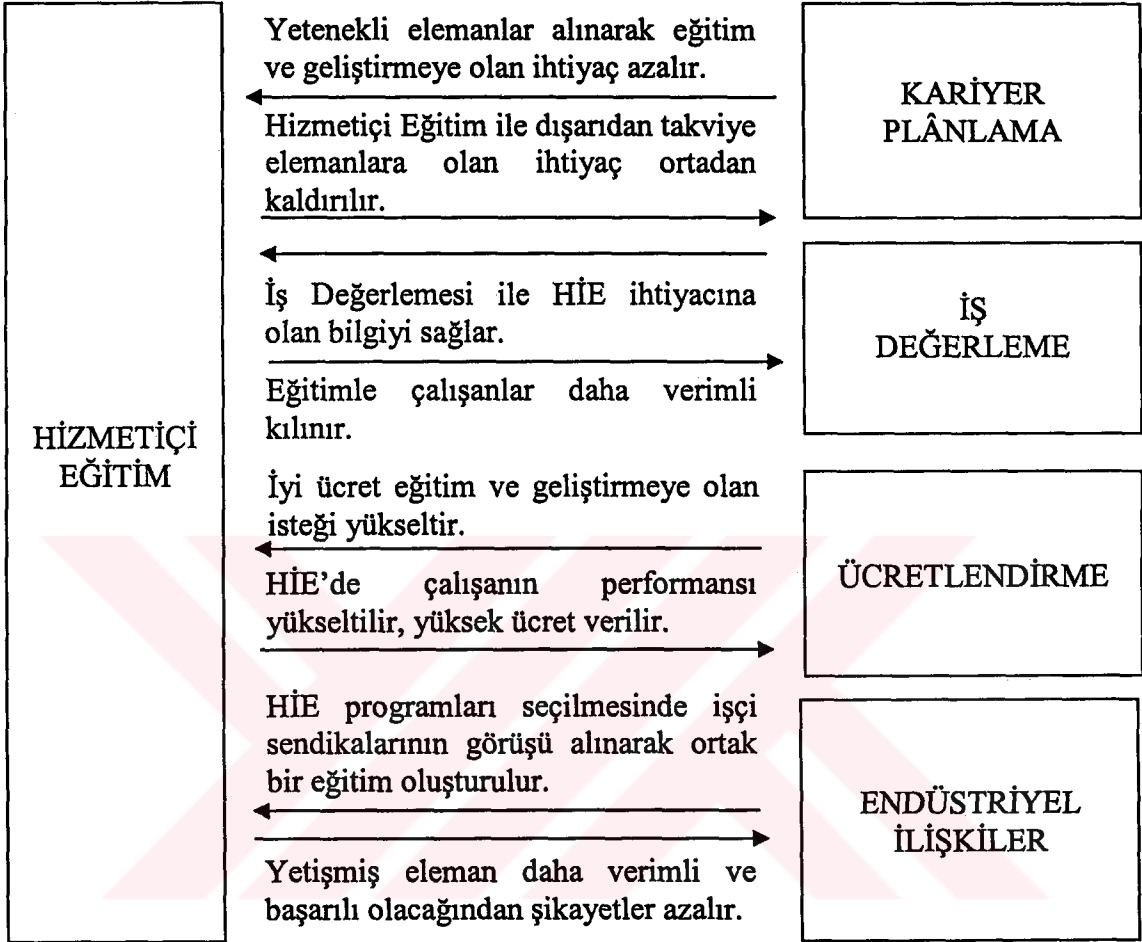 Yetenekli elemanlar alınarak eğitim
ve geliştirmeye olan ihtiyaç azalır.
KARİYER
PLÂNLAMA
Hizmetiçi Eğitim ile dışarıdan takviye
elemanlara olan ihtiyaç ortadan
kaldırılır.
İş Değerlemesi ile HİE ihtiyacına
olan bilgiyi sağlar.
İŞ
DEĞERLEME
Eğitimle çalışanlar daha verimli
kılınır.
HİZMETİÇİ
EĞİTİM
İyi ücret eğitim ve geliştirmeye olan
isteği yükseltir.
ÜCRETLENDİRME
HİE’de çalışanın performansı
yükseltilir, yüksek ücret verilir.
HİE programları seçilmesinde işçi
sendikalarının görüşü alınarak ortak
bir eğitim oluşturulur.
ENDÜSTRİYEL
İLİŞKİLER
Yetişmiş eleman daha verimli ve
başarılı olacağından şikayetler azalır.